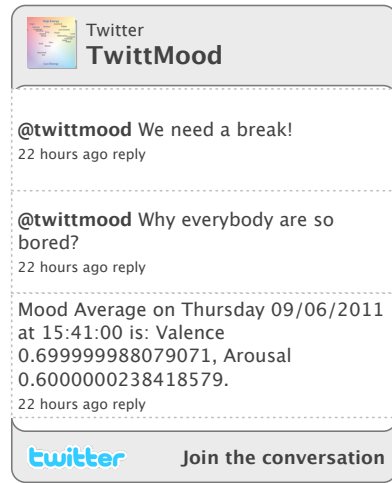 Twitter
TwittMood
@twittmood We need a break!
22 hours ago reply
@twittmood Why everybody are so
bored?
22 hours ago reply
Mood Average on Thursday 09/06/2011
at 15:41:00 is: Valence
0.699999988079071, Arousal
0.6000000238418579.
22 hours ago reply
twitter
Join the conversation